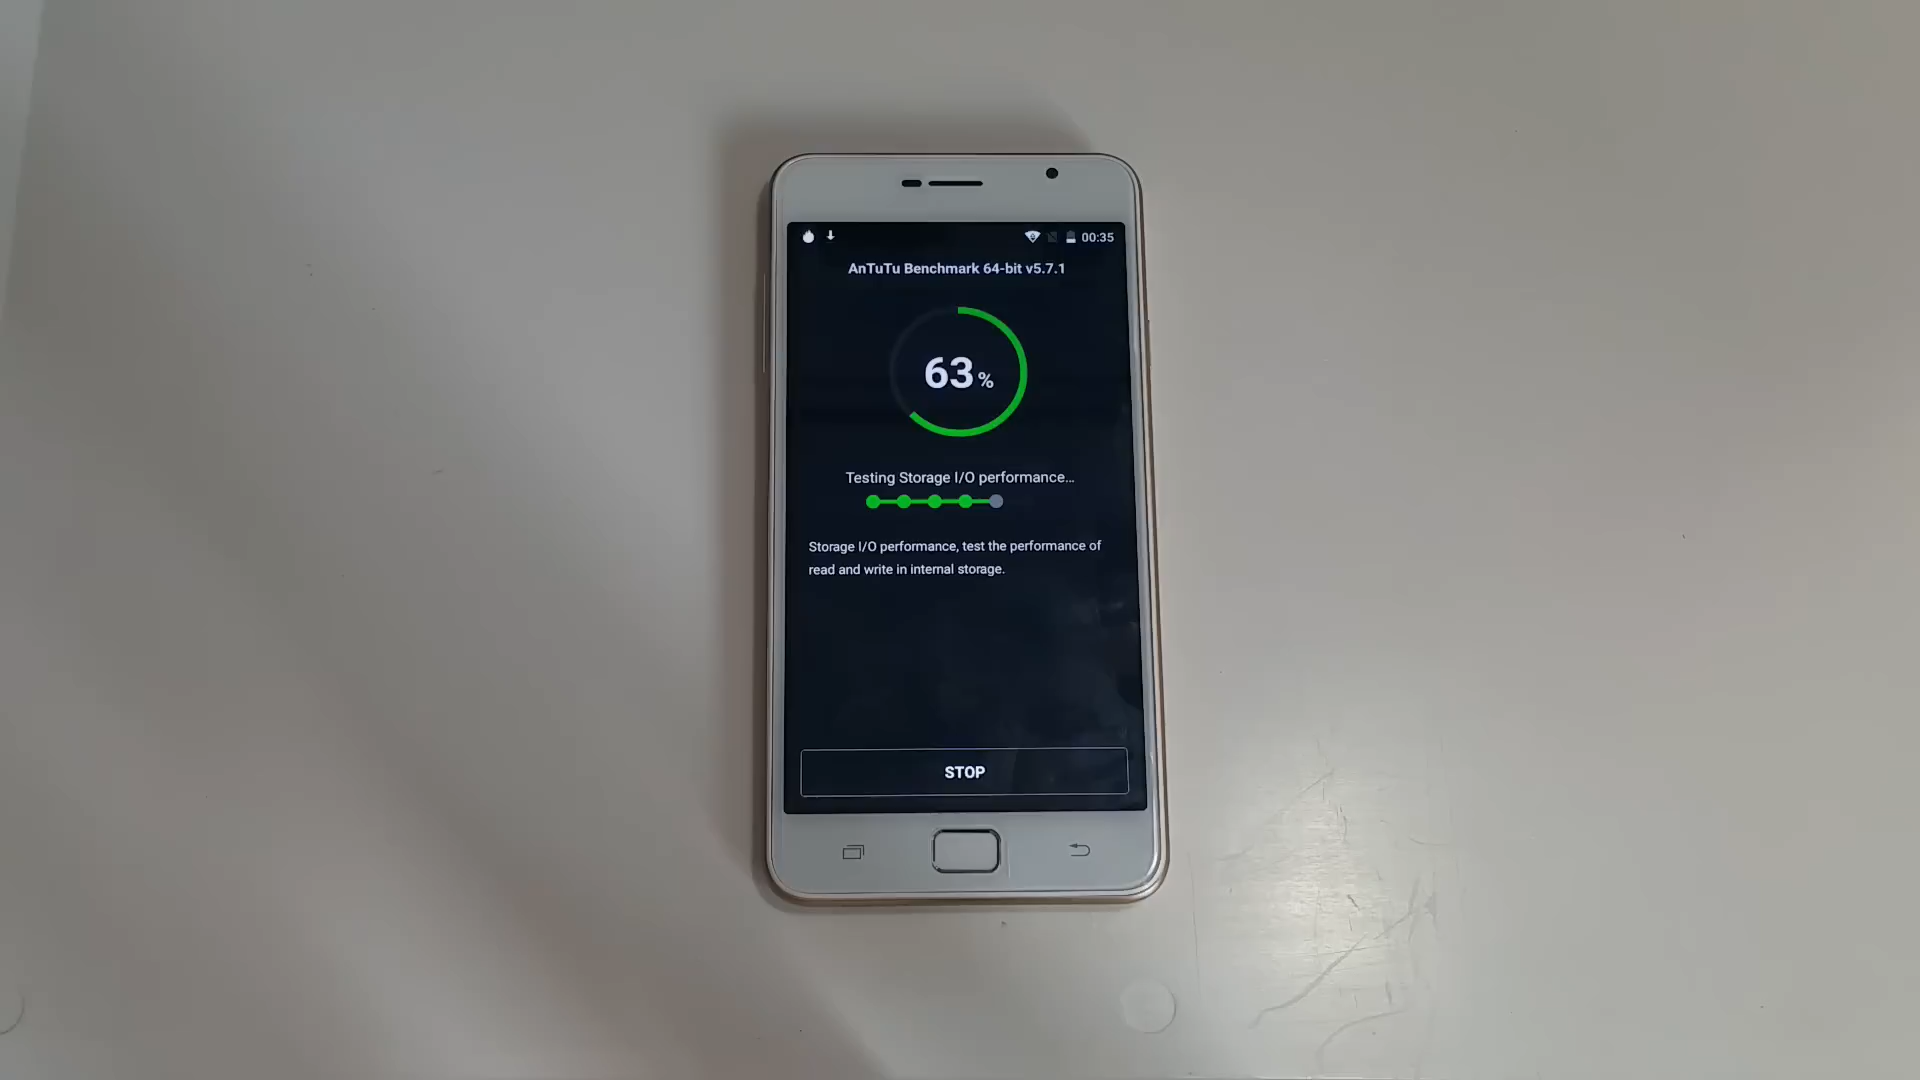 00:35
AnTuTu Benchmark 64-bit v5.7.1
63%
Testing Storage I/O performance...
Storage I/O performance, test the performance of
read and write in internal storage.
STOP